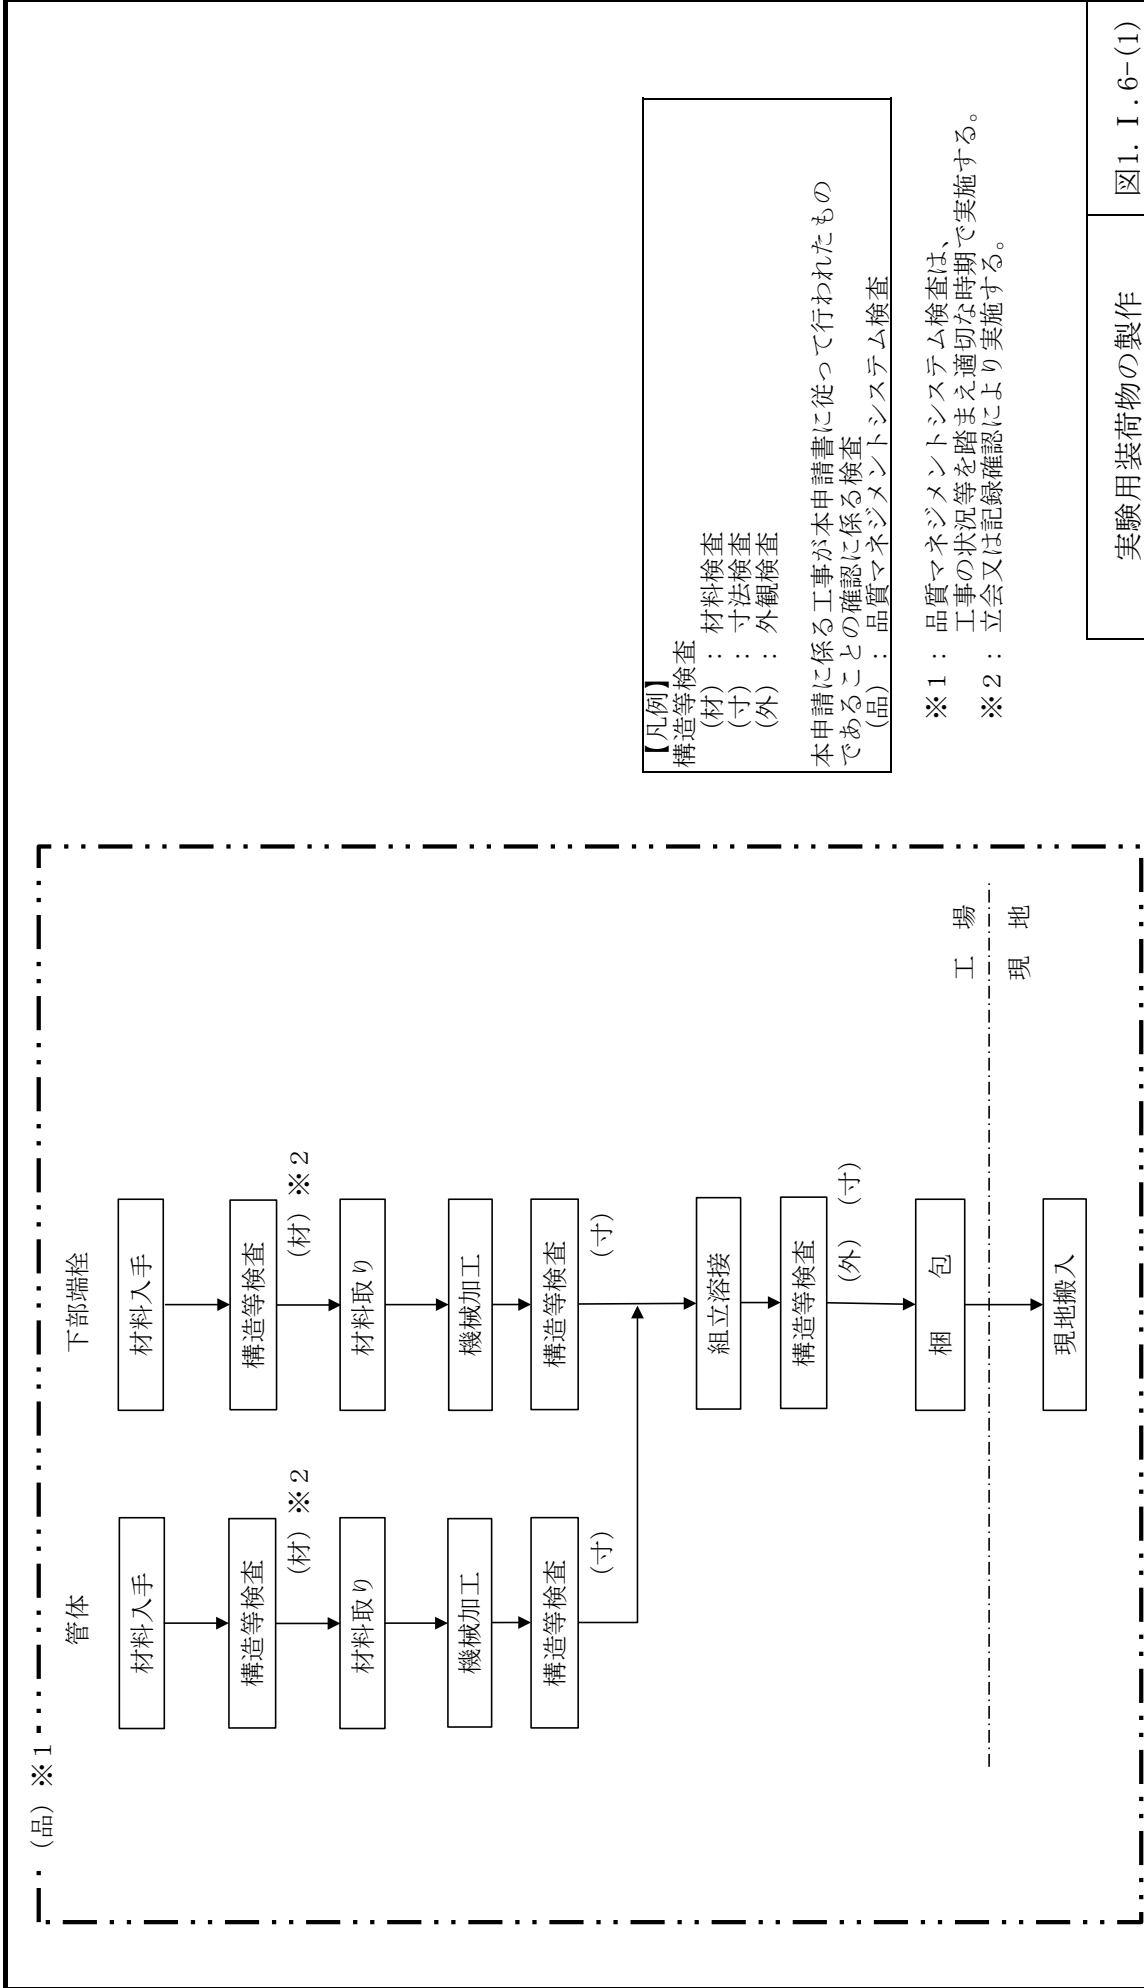 (品) ※1
管体
下部端栓
材料入手
材料入手
構造等検査
構造等検査
(材) ※2
(材) ※2
材料取り
材料取り
機械加工
機械加工
構造等検査
構造等検査
(寸)
(寸)
組立溶接
構造等検査
(外) (寸)
梱 包
工 場
現 地
現地搬入
【凡例】
構造等検査
(材) : 材料検査
(寸) : 寸法検査
(外) : 外観検査
本申請に係る工事が本申請書に従って行われたもの
であることの確認に係る検査
(品) : 品質マネジメントシステム検査
※1: 品質マネジメントシステム検査は、
工事の状況等を踏まえ適切な時期で実施する。
※2: 立会又は記録確認により実施する。
実験用装荷物の製作
図1.Ⅰ.6-(1)